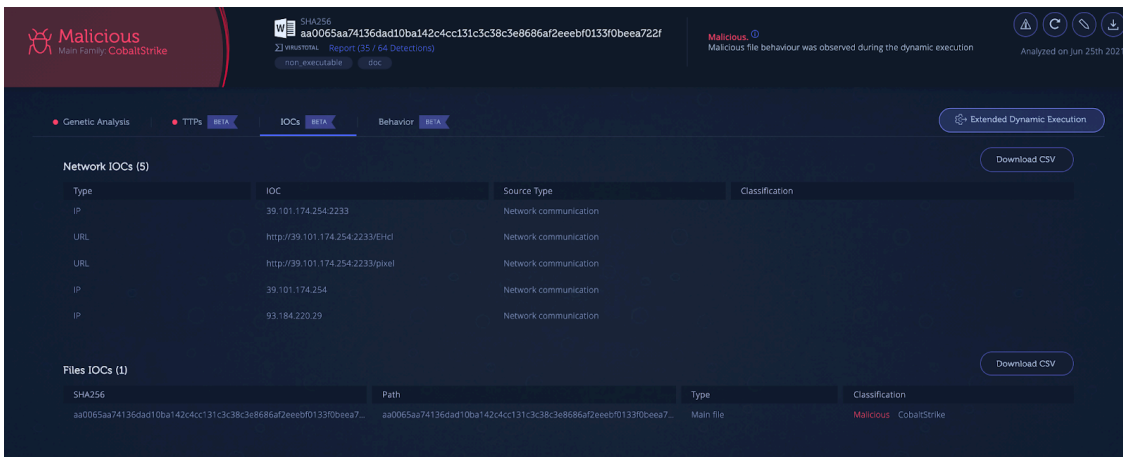 Malicious
Main Family: CobaltStrike
SHA256
aa0065aa74136dad10ba142c4cc131c3c38c3e8686af2eeebf0133f0beea722f
VIRUSTOTAL Report (35 / 64 Detections)
non_executable doc
Malicious.
Malicious file behaviour was observed during the dynamic execution
Analyzed on Jun 25th 2021
Genetic Analysis TTPs BETA IOCs BETA Behavior BETA Extended Dynamic Execution
Network IOCs (5) Download CSV
Type IOC Source Type Classification
IP 39.101.174.254:2233 Network communication
URL http://39.101.174.254:2233/EHcl Network communication
URL http://39.101.174.254:2233/pixel Network communication
IP 39.101.174.254 Network communication
IP 93.184.220.29 Network communication
Files IOCs (1) Download CSV
SHA256 Path Type Classification
aa0065aa74136dad10ba142c4cc131c3c38c3e8686af2eeebf0133f0beea7... aa0065aa74136dad10ba142c4cc131c3c38c3e8686af2eeebf0133f0beea7... Main file Malicious CobaltStrike